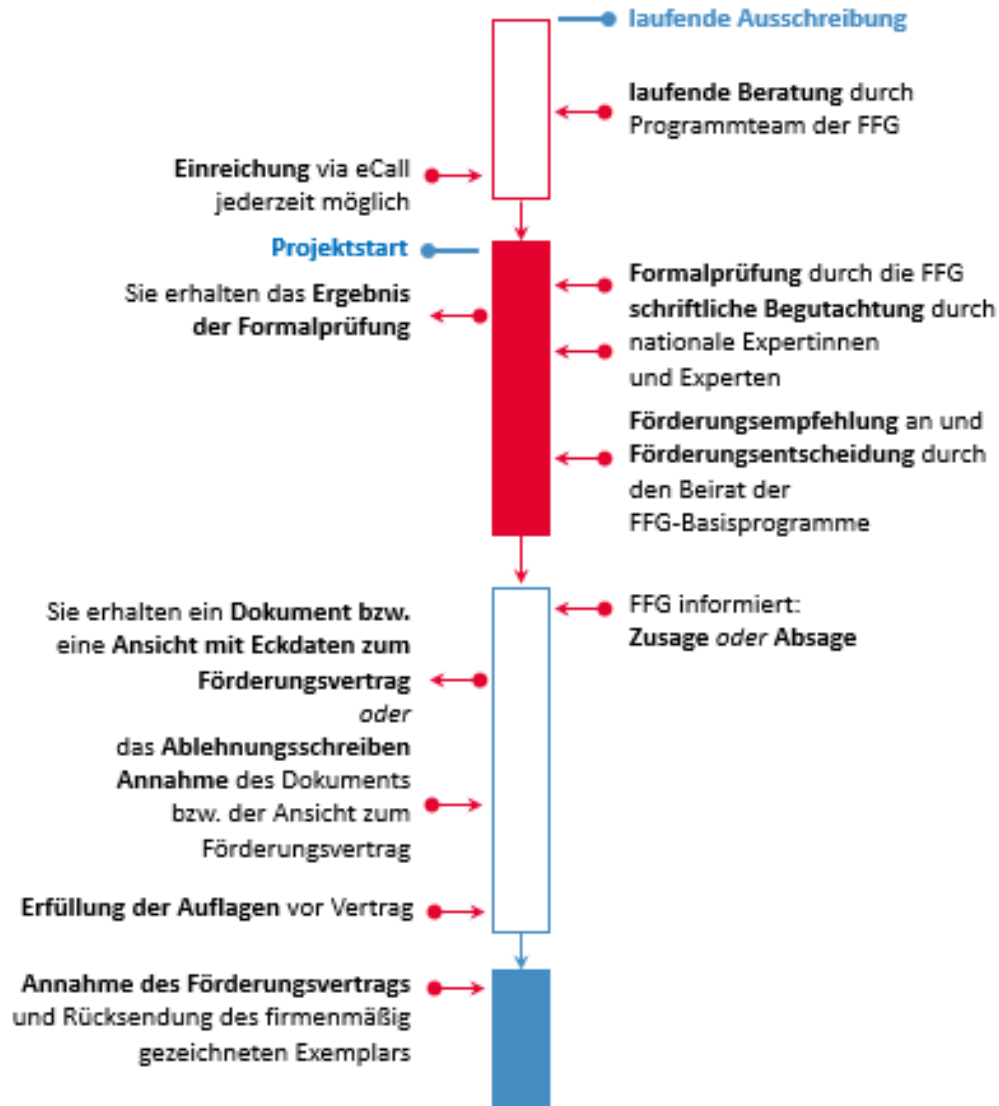 laufende Ausschreibung
laufende Beratung durch
Programmteam der FFG
Einreichung via eCall
jederzeit möglich
Projektstart
Sie erhalten das Ergebnis
der Formalprüfung
Formalprüfung durch die FFG
schriftliche Begutachtung durch
nationale Expertinnen
und Experten
Förderungsempfehlung an und
Förderungsentscheidung durch
den Beirat der
FFG-Basisprogramme
FFG informiert:
Zusage oder Absage
Sie erhalten ein Dokument bzw.
eine Ansicht mit Eckdaten zum
Förderungsvertrag
oder
das Ablehnungsschreiben
Annahme des Dokuments
bzw. der Ansicht zum
Förderungsvertrag
Erfüllung der Auflagen vor Vertrag
Annahme des Förderungsvertrags
und Rücksendung des firmenmäßig
gezeichneten Exemplars